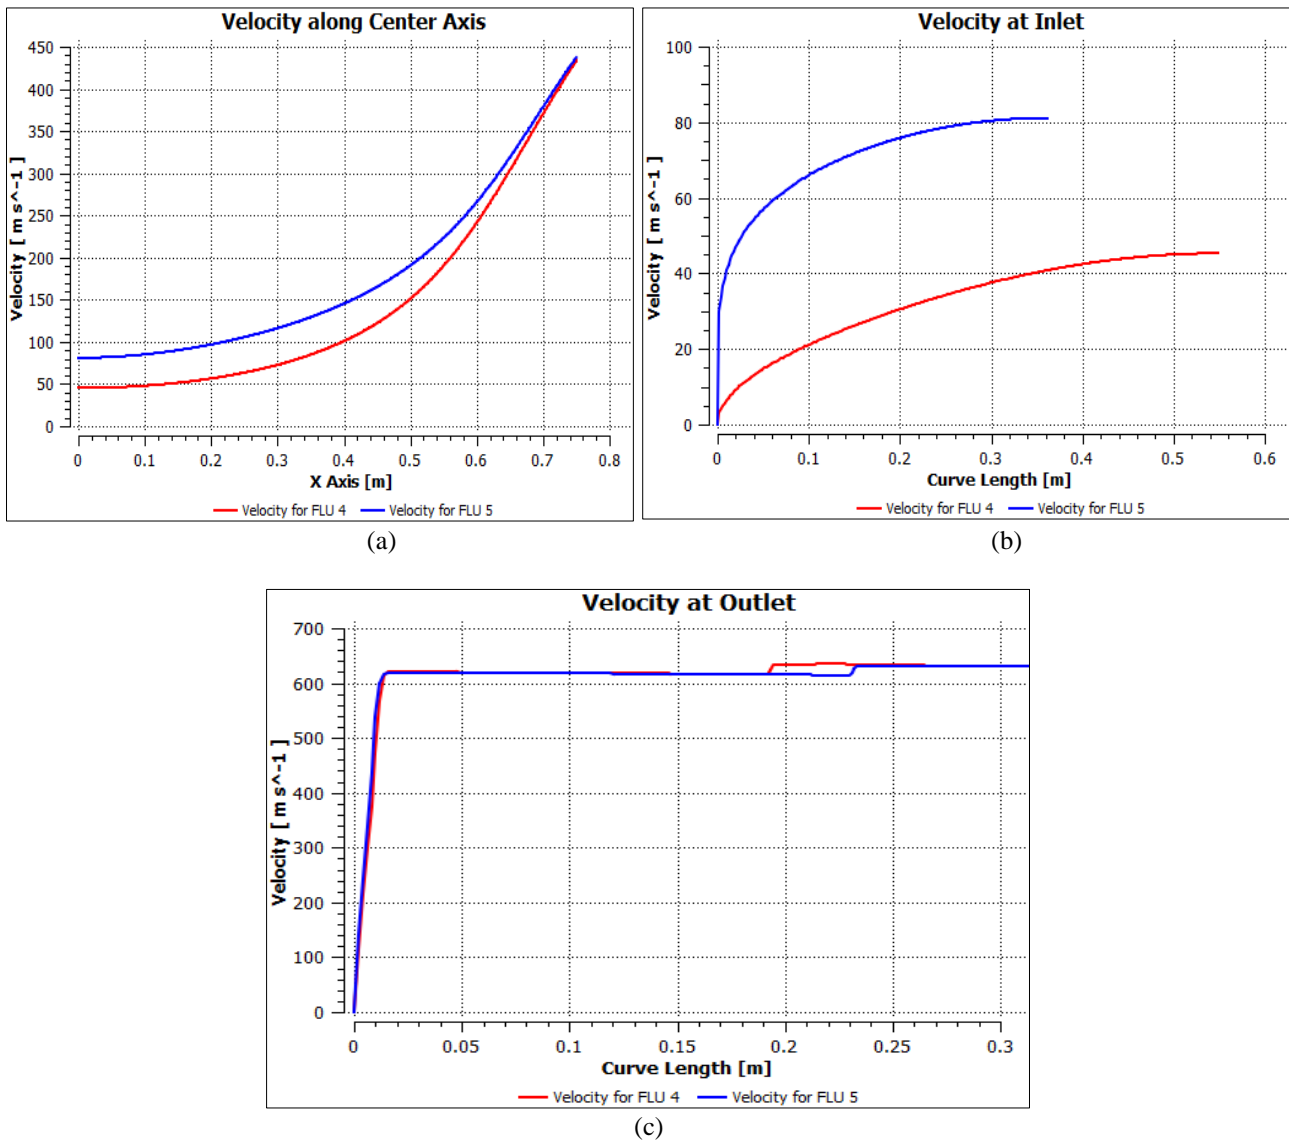 Velocity along Center Axis
450
400
350
300
250
200
150
100
50
0
Velocity [ m s^-1 ]
0 0.1 0.2 0.3 0.4 0.5 0.6 0.7 0.8
X Axis [m]
Velocity for FLU 4 Velocity for FLU 5
(a)
Velocity at Inlet
100
80
60
40
20
0
Velocity [ m s^-1 ]
0 0.1 0.2 0.3 0.4 0.5 0.6
Curve Length [m]
Velocity for FLU 4 Velocity for FLU 5
(b)
Velocity at Outlet
700
600
500
400
300
200
100
0
Velocity [ m s^-1 ]
0 0.05 0.1 0.15 0.2 0.25 0.3
Curve Length [m]
Velocity for FLU 4 Velocity for FLU 5
(c)